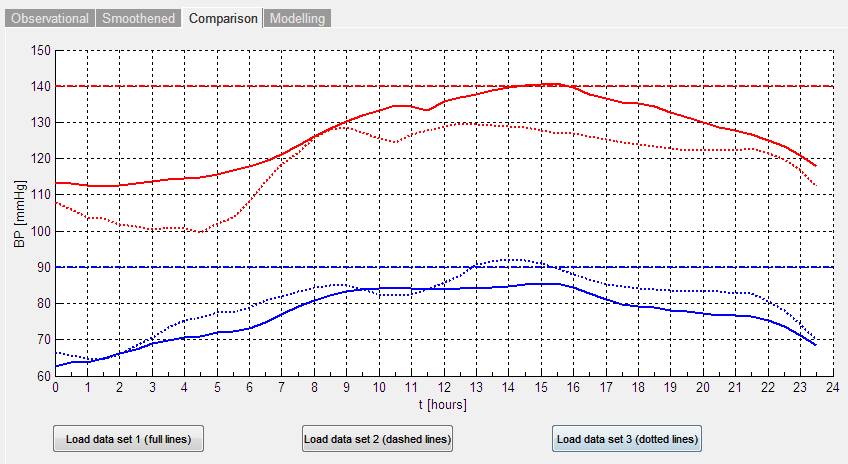 Observational Smoothened Comparison Modelling
150
140
130
120
110
100
90
80
70
60
BP [mmHg]
0 1 2 3 4 5 6 7 8 9 10 11 12 13 14 15 16 17 18 19 20 21 22 23 24
t [hours]
Load data set 1 (full lines) Load data set 2 (dashed lines) Load data set 3 (dotted lines)